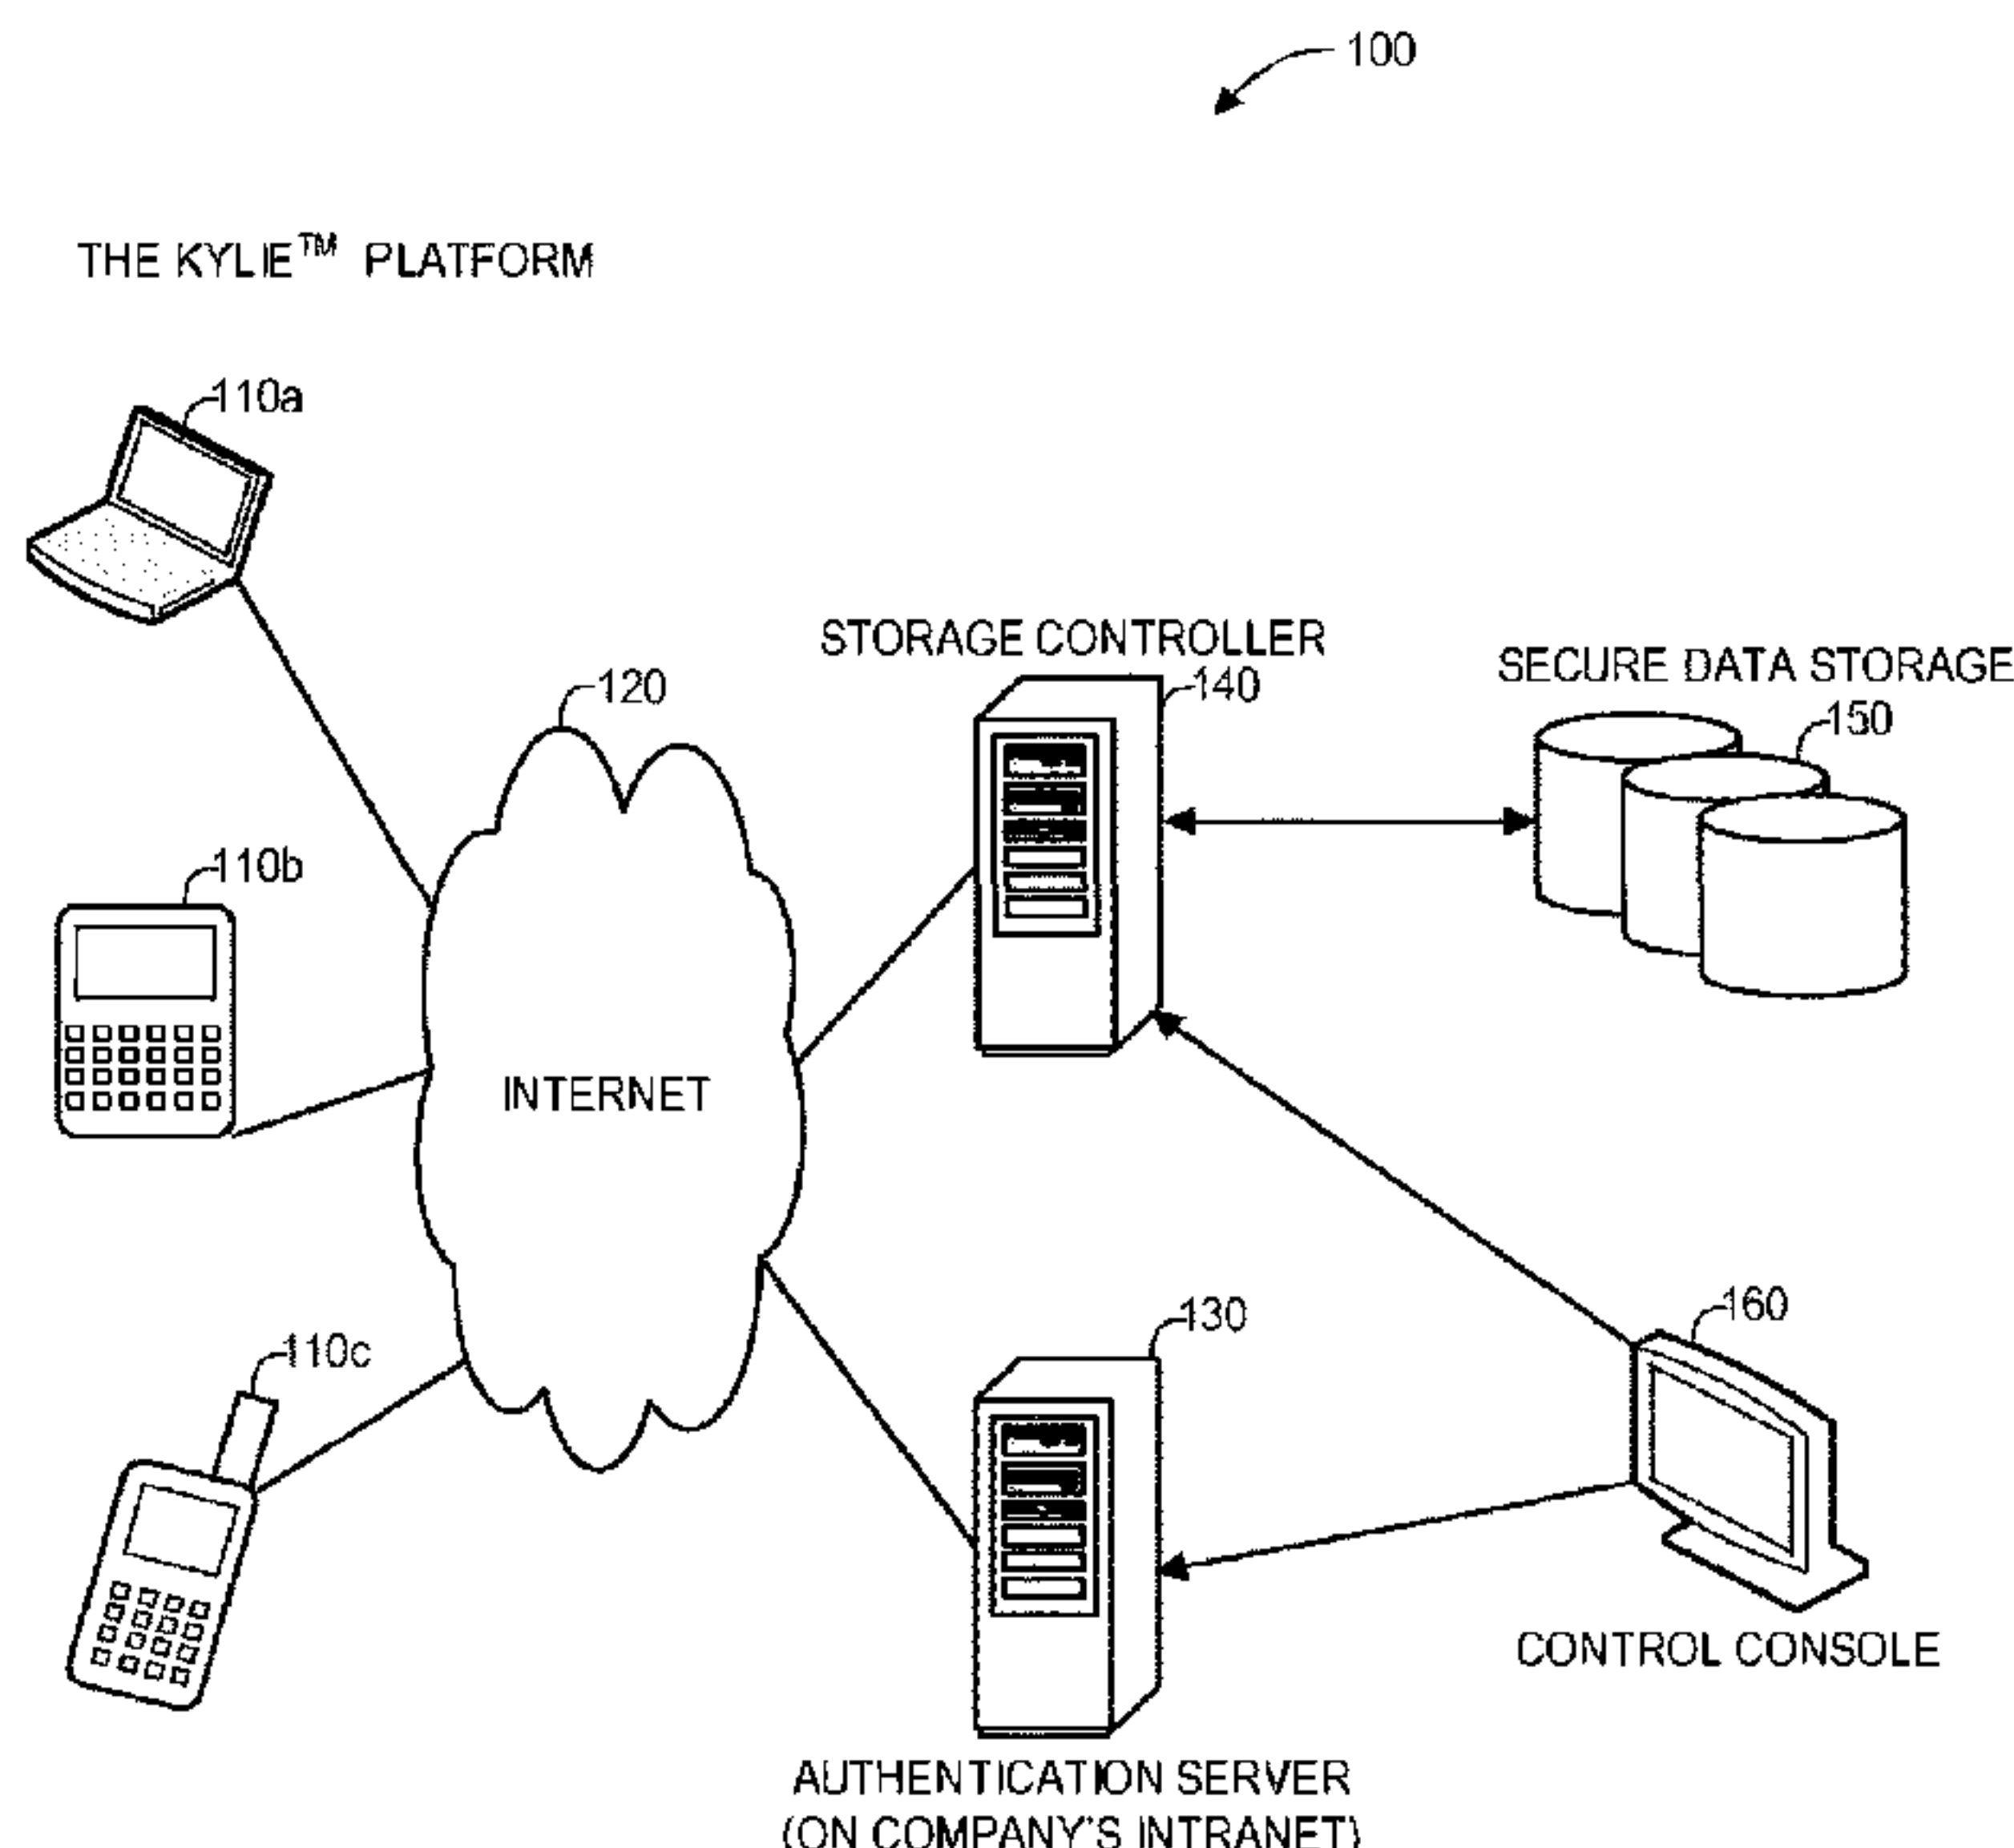 100
THE KYLIE™ PLATFORM
110a
STORAGE CONTROLLER
140
SECURE DATA STORAGE
150
120
110b
INTERNET
130
160
110c
CONTROL CONSOLE
AUTHENTICATION SERVER
(ON COMPANY'S INTRANET)